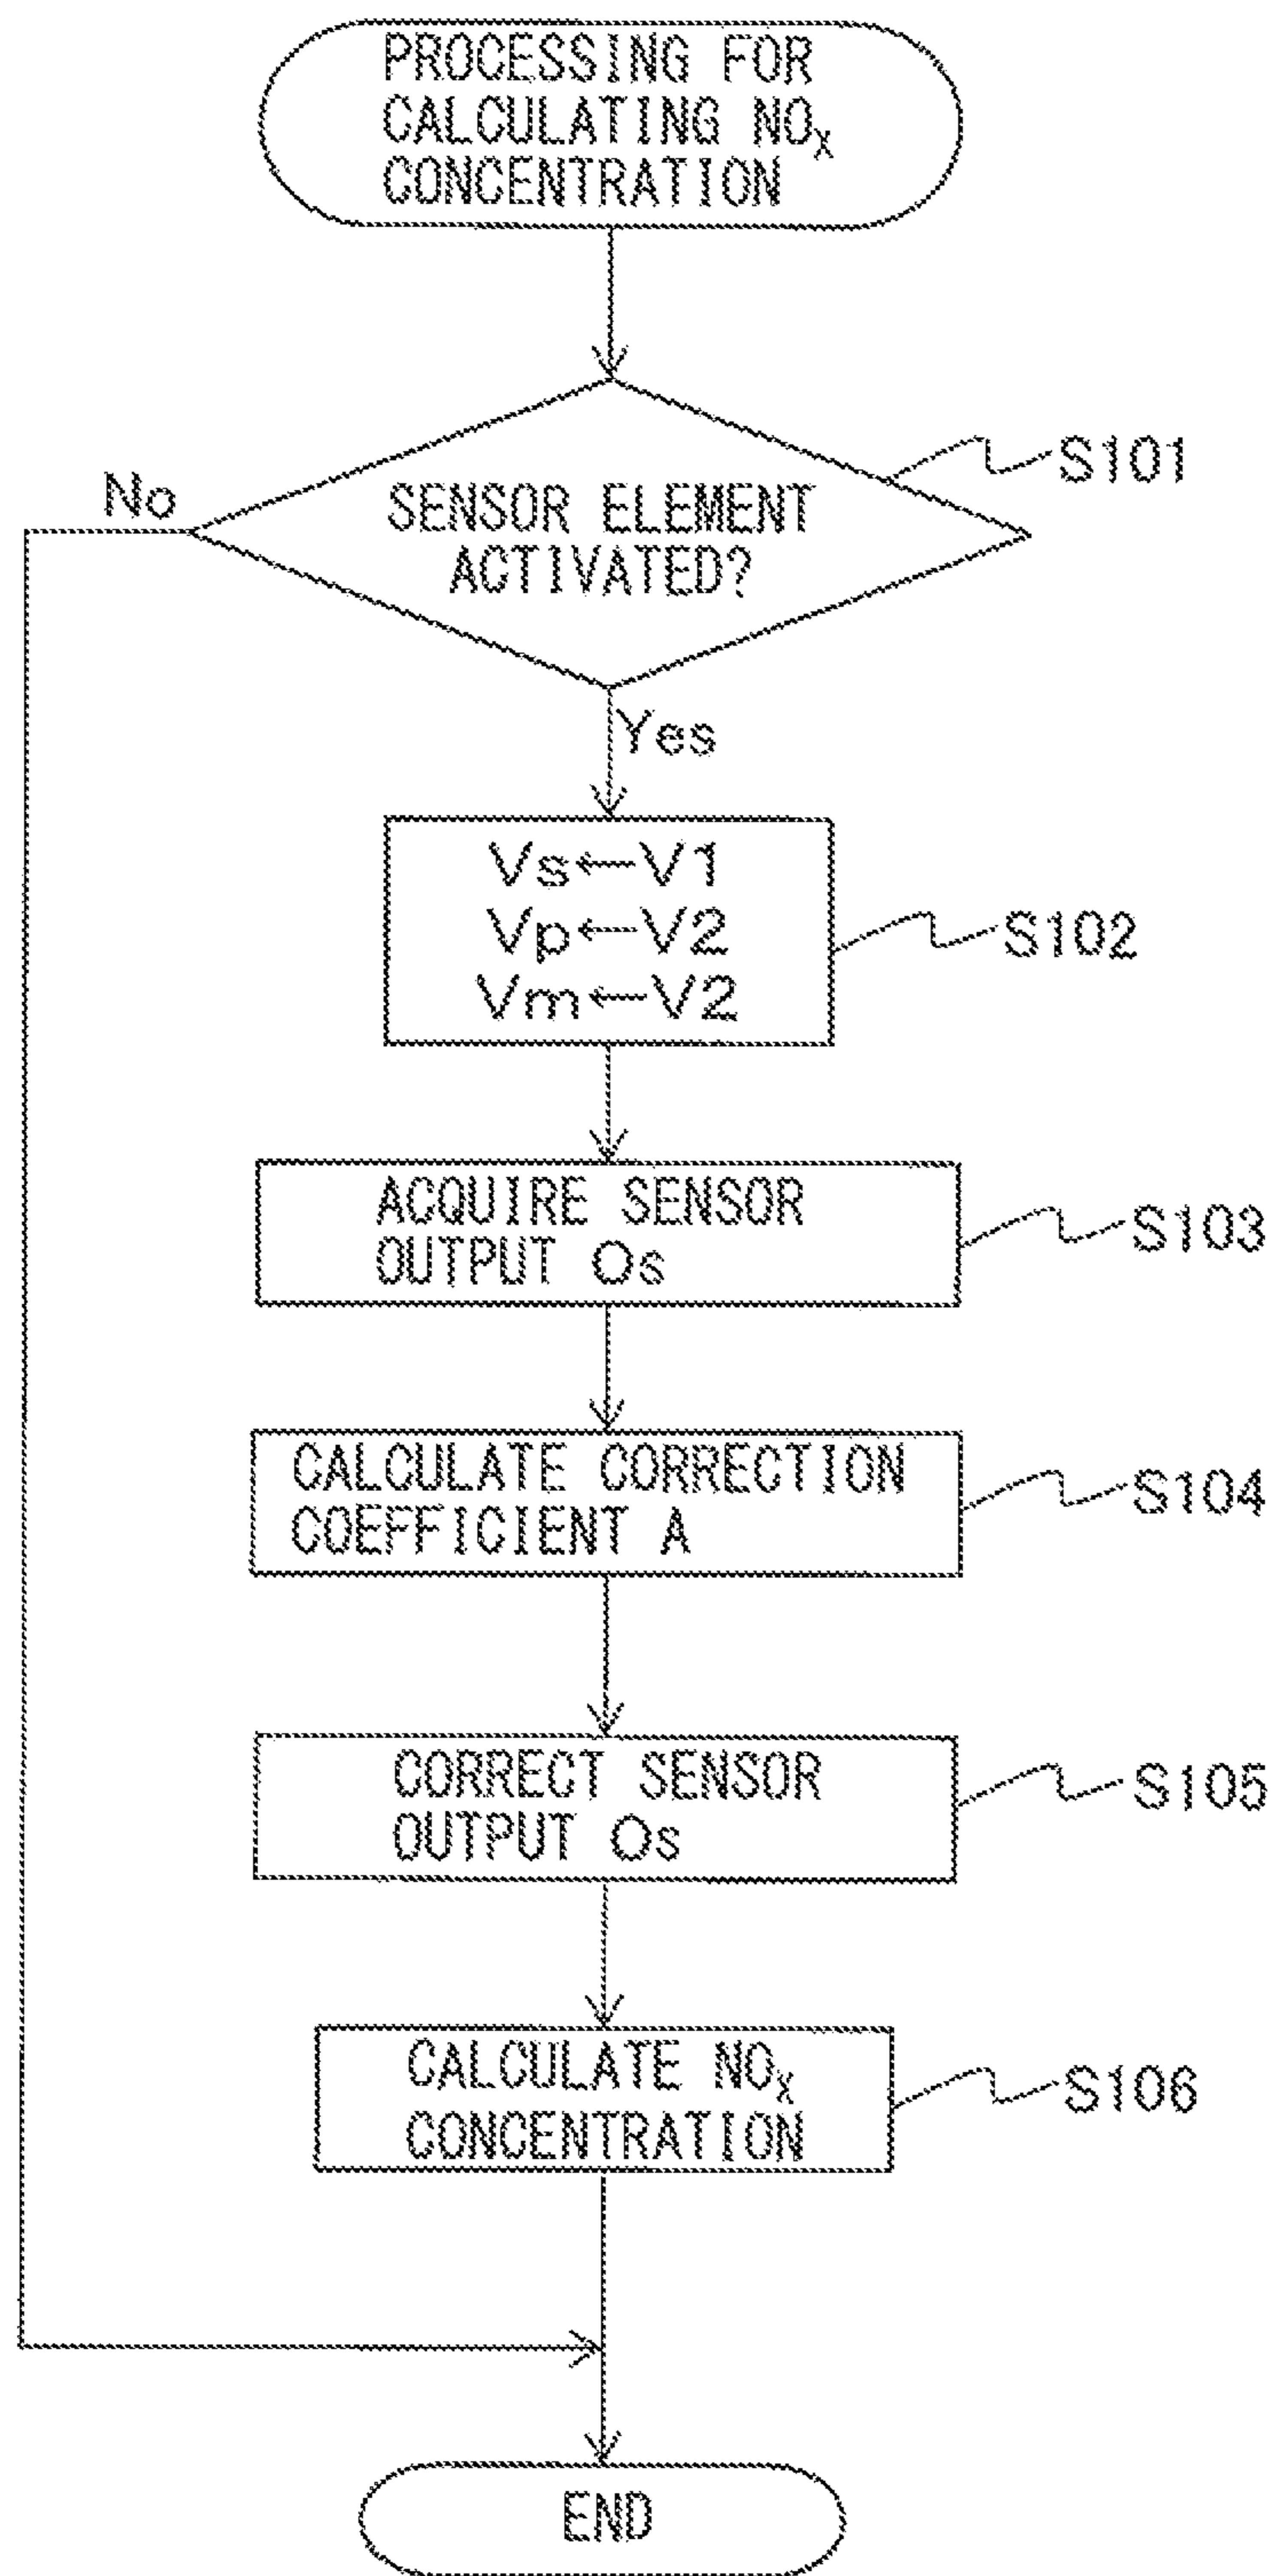 PROCESSING FOR
CALCULATING NOx
CONCENTRATION
S101
No
SENSOR ELEMENT
ACTIVATED?
Yes
Vs←V1
Vp←V2
Vm←V2
S102
ACQUIRE SENSOR
OUTPUT Os
S103
CALCULATE CORRECTION
COEFFICIENT A
S104
CORRECT SENSOR
OUTPUT Os
S105
CALCULATE NOx
CONCENTRATION
S106
END